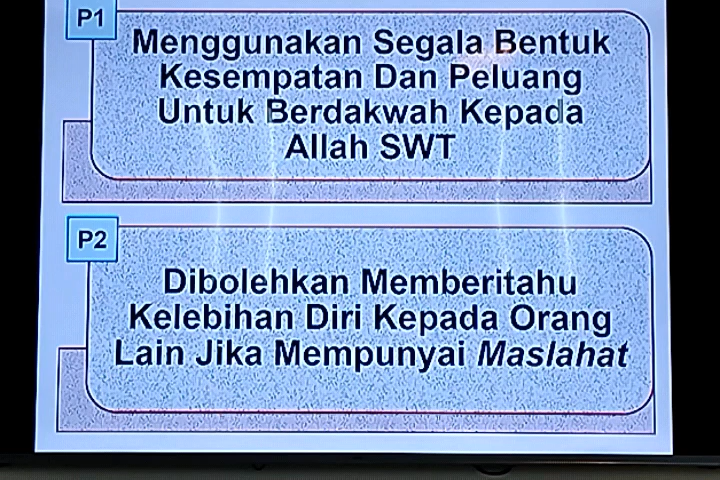 P1
Menggunakan Segala Bentuk
Kesempatan Dan Peluang
Untuk Berdakwah Kepada
Allah SWT
P2
Dibolehkan Memberitahu
Kelebihan Diri Kepada Orang
Lain Jika Mempunyai Maslahat